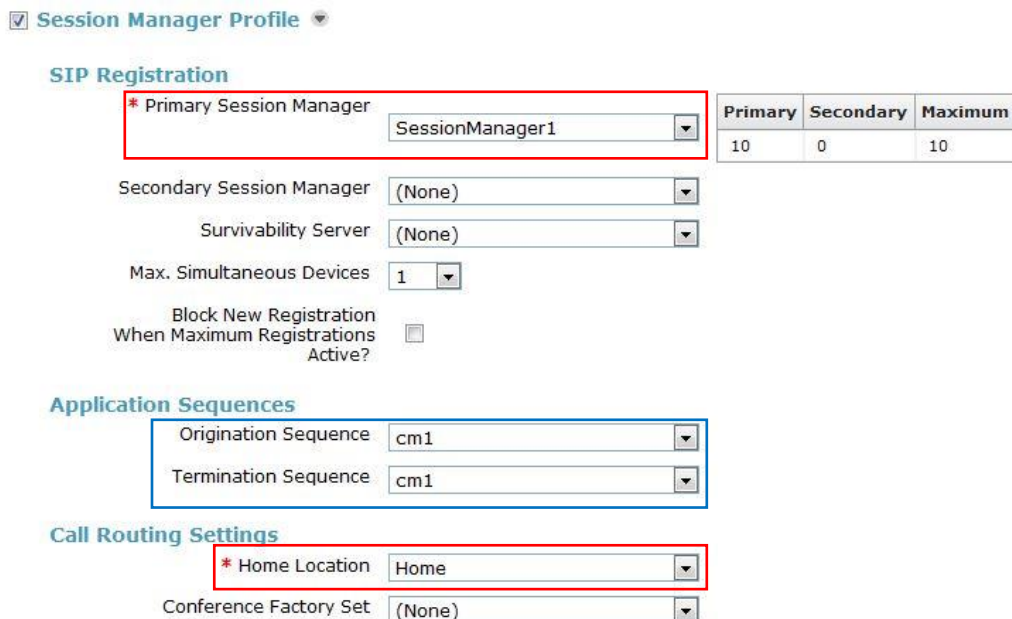 Session Manager Profile
SIP Registration
* Primary Session Manager
SessionManager1
Primary Secondary Maximum
10 0 10
Secondary Session Manager (None)
Survivability Server (None)
Max. Simultaneous Devices 1
Block New Registration
When Maximum Registrations
Active?
Application Sequences
Origination Sequence cm1
Termination Sequence cm1
Call Routing Settings
* Home Location Home
Conference Factory Set (None)